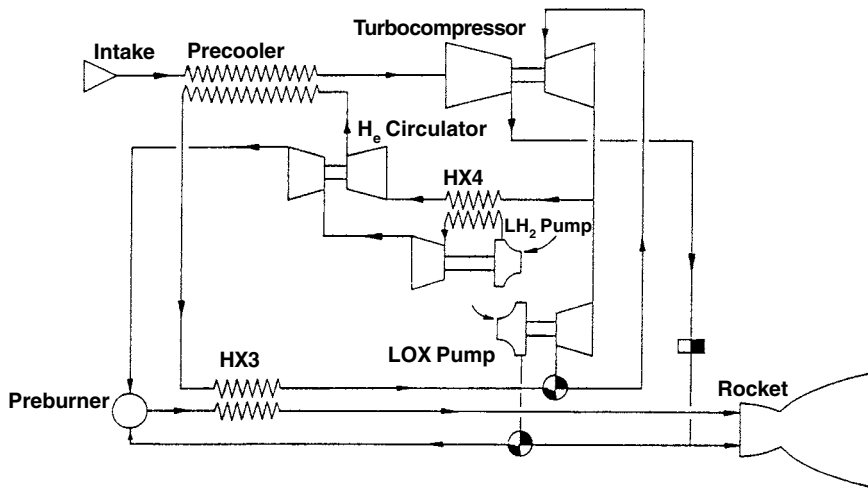 Turbocompressor
Intake
Precooler
He Circulator
HX4
LH2 Pump
LOX Pump
HX3
Preburner
Rocket